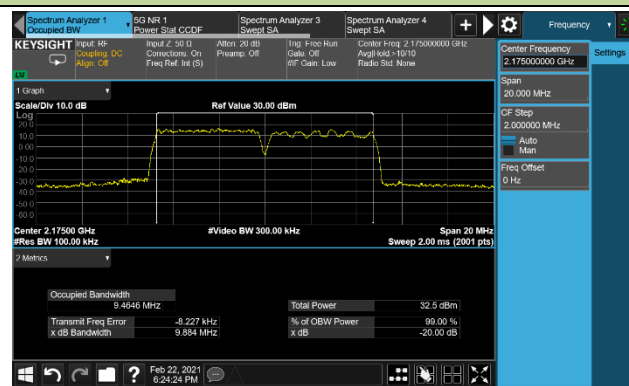 Spectrum Analyzer 1
Occupied BW
5G NR 1
Power Stat CCDF
Spectrum Analyzer 3
Swept SA
Spectrum Analyzer 4
Swept SA
+
Frequency
KEYSIGHT
Input: RF
Coupling: DC
Align: Off
Input Z: 50 Ω
Corrections: On
Freq Ref: Int (S)
Atten: 20 dB
Preamp: Off
Trig: Free Run
Gate: Off
#IF Gain: Low
Center Freq: 2.175000000 GHz
Avg|Hold:>10/10
Radio Std: None
Center Frequency
2.175000000 GHz
Settings
Span
20.000 MHz
CF Step
2.000000 MHz
Auto
Man
Freq Offset
0 Hz
1 Graph
Scale/Div 10.0 dB
Ref Value 30.00 dBm
Log
20.0
10.0
0.00
-10.0
-20.0
-30.0
-40.0
-50.0
-60.0
Center 2.17500 GHz
#Video BW 300.00 kHz
Span 20 MHz
#Res BW 100.00 kHz
Sweep 2.00 ms (2001 pts)
2 Metrics
Occupied Bandwidth
9.4646 MHz
Total Power
32.5 dBm
Transmit Freq Error
-8.227 kHz
% of OBW Power
99.00 %
x dB Bandwidth
9.884 MHz
x dB
-20.00 dB
?
Feb 22, 2021
6:24:24 PM